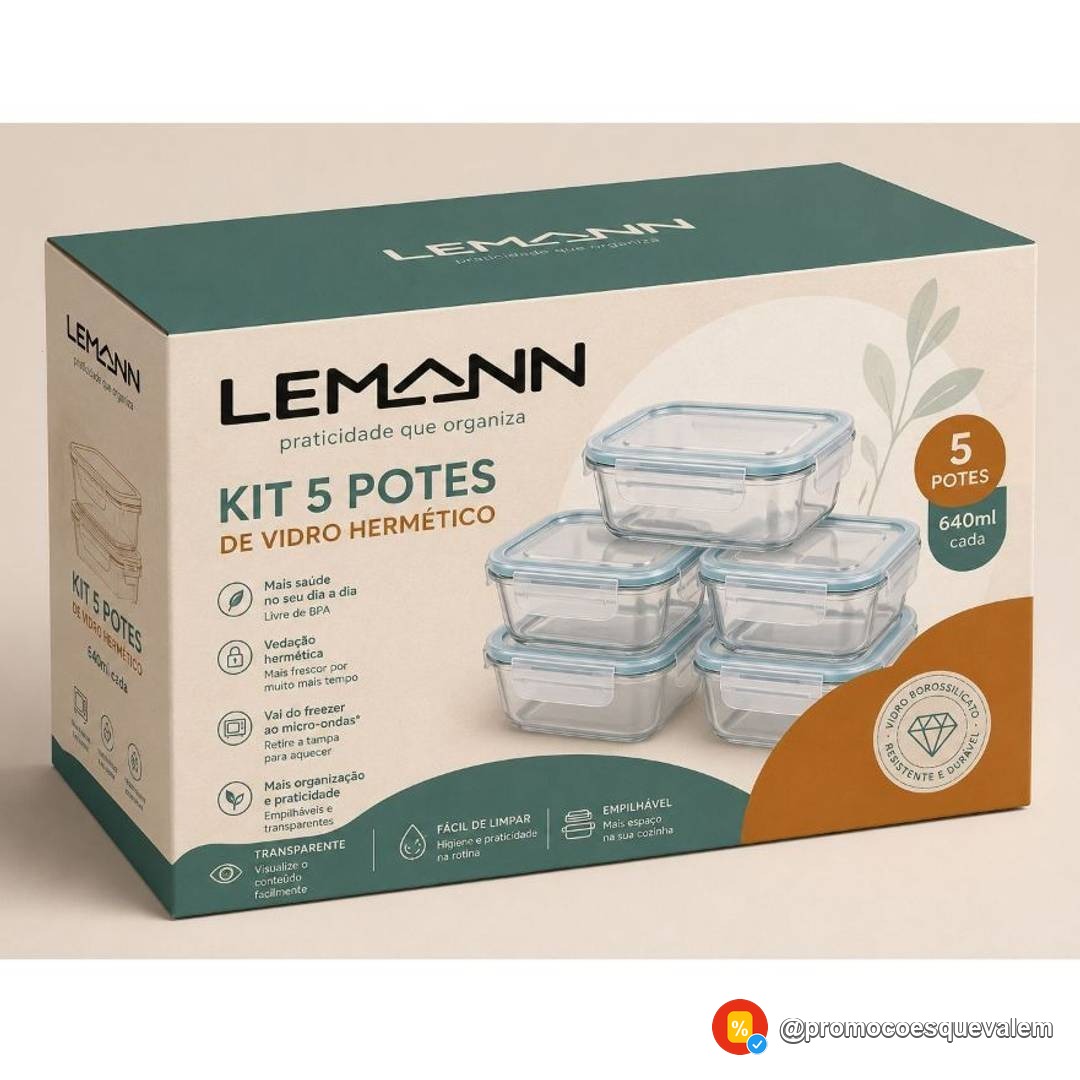 LEMANN
praticidade que organiza
LEMANN
praticidade que organiza
KIT 5 POTES
DE VIDRO HERMÉTICO
640ml cada
LEMANN
praticidade que organiza
KIT 5 POTES
DE VIDRO HERMÉTICO
Mais saúde
no seu dia a dia
Livre de BPA
Vedação
hermética
Mais frescor por
muito mais tempo
Vai do freezer
ao micro-ondas*
Retire a tampa
para aquecer
Mais organização
e praticidade
Empilháveis e
transparentes
5
POTES
640ml
cada
VIDRO BOROSSILICATO
RESISTENTE E DURÁVEL
TRANSPARENTE
Visualize o
conteúdo
facilmente
FÁCIL DE LIMPAR
Higiene e praticidade
na rotina
EMPILHÁVEL
Mais espaço
na sua cozinha
%
@promocoesquevalem